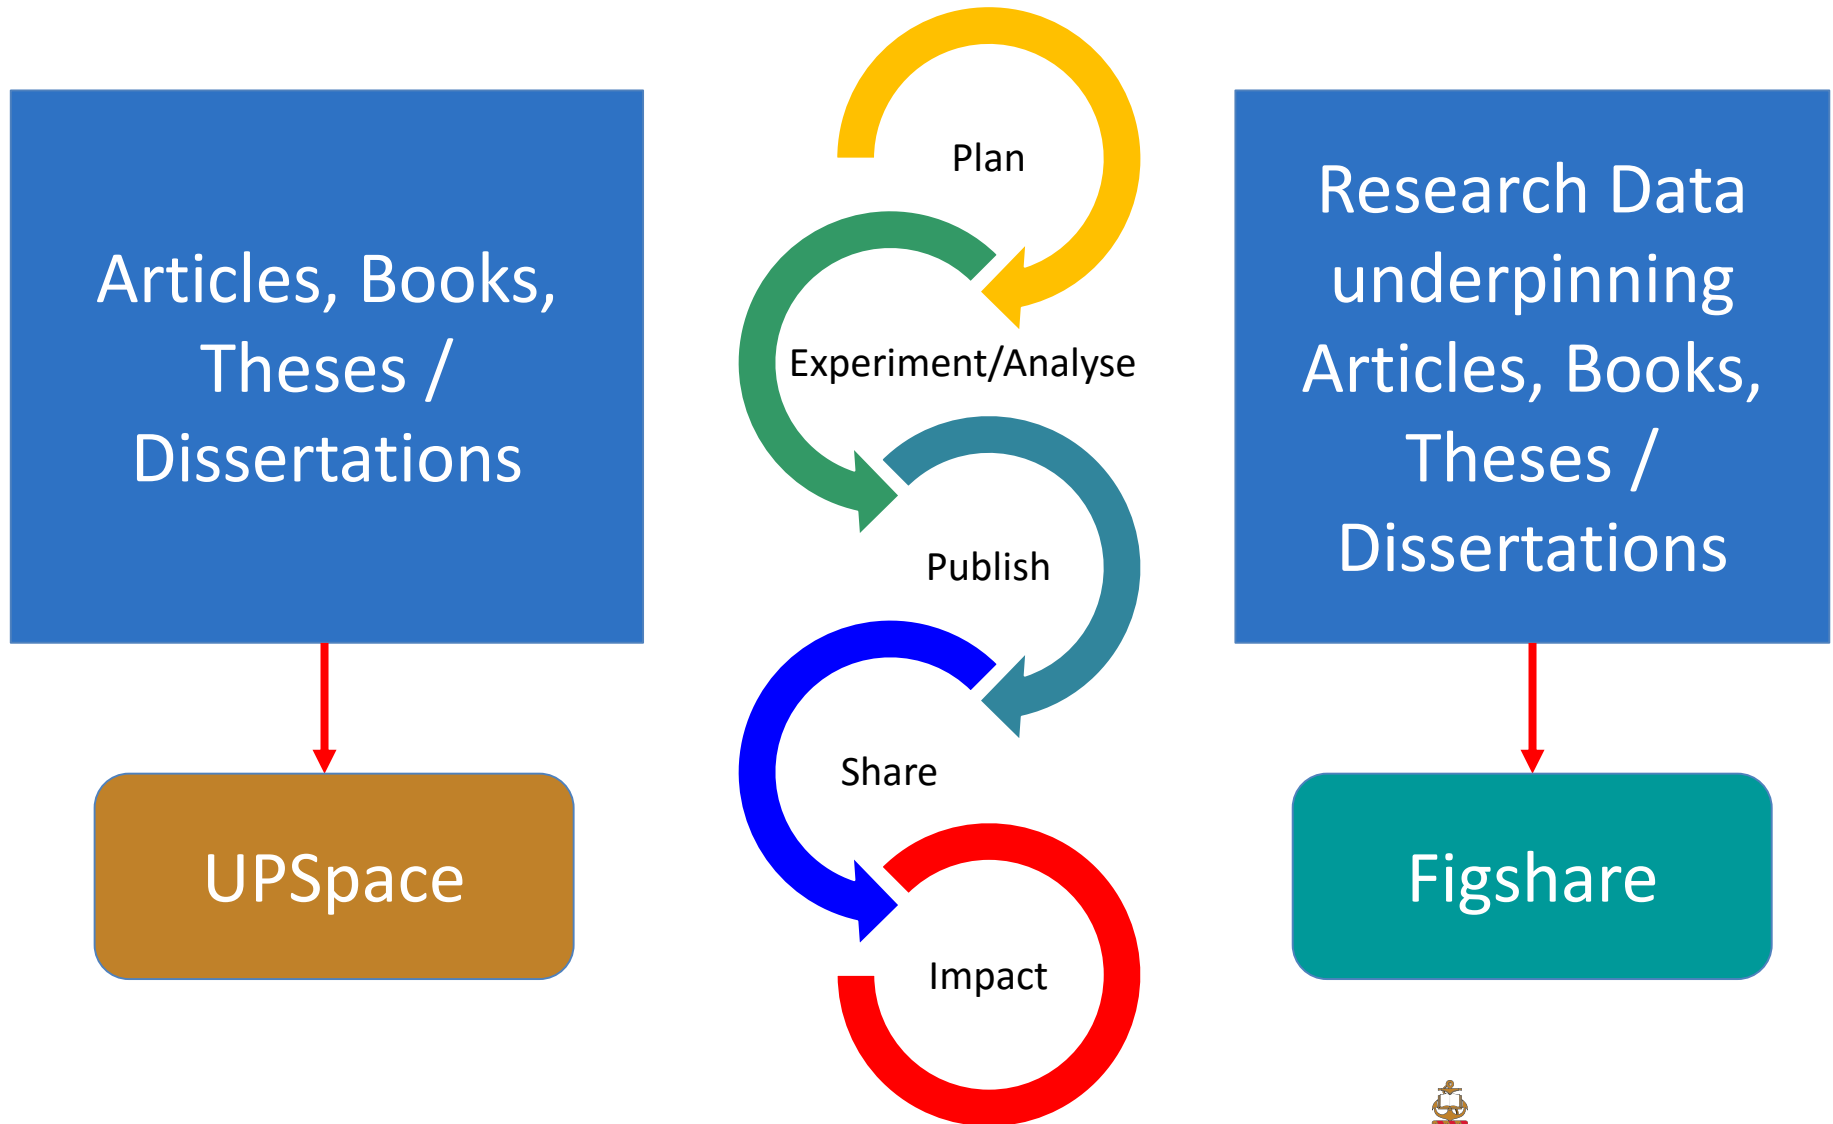 Articles, Books,
Theses /
Dissertations
UPSpace
Plan
Experiment/Analyse
Publish
Share
Impact
Research Data
underpinning
Articles, Books,
Theses /
Dissertations
Figshare